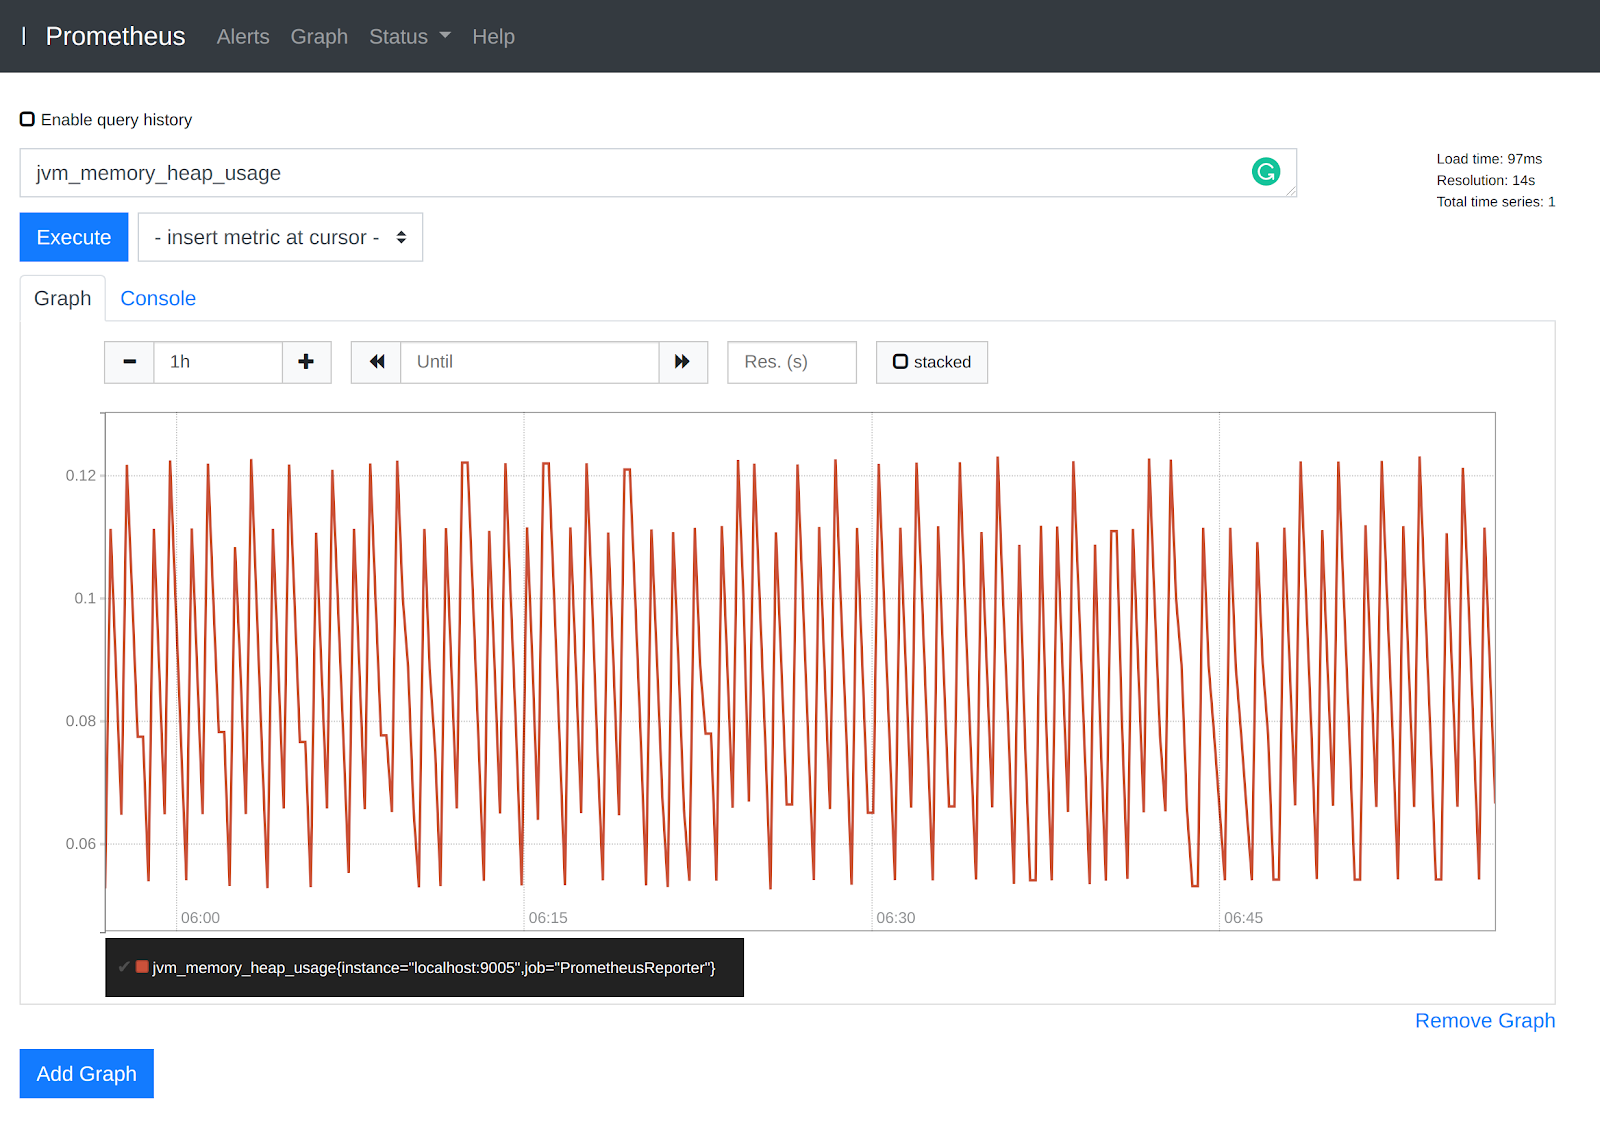 Prometheus Alerts Graph Status Help
Enable query history
jvm_memory_heap_usage
Load time: 97ms
Resolution: 14s
Total time series: 1
Execute - insert metric at cursor -
Graph Console
1h Until Res. (s) stacked
0.12
0.1
0.08
0.06
06:00 06:15 06:30 06:45
jvm_memory_heap_usage{instance="localhost:9005",job="PrometheusReporter"}
Remove Graph
Add Graph